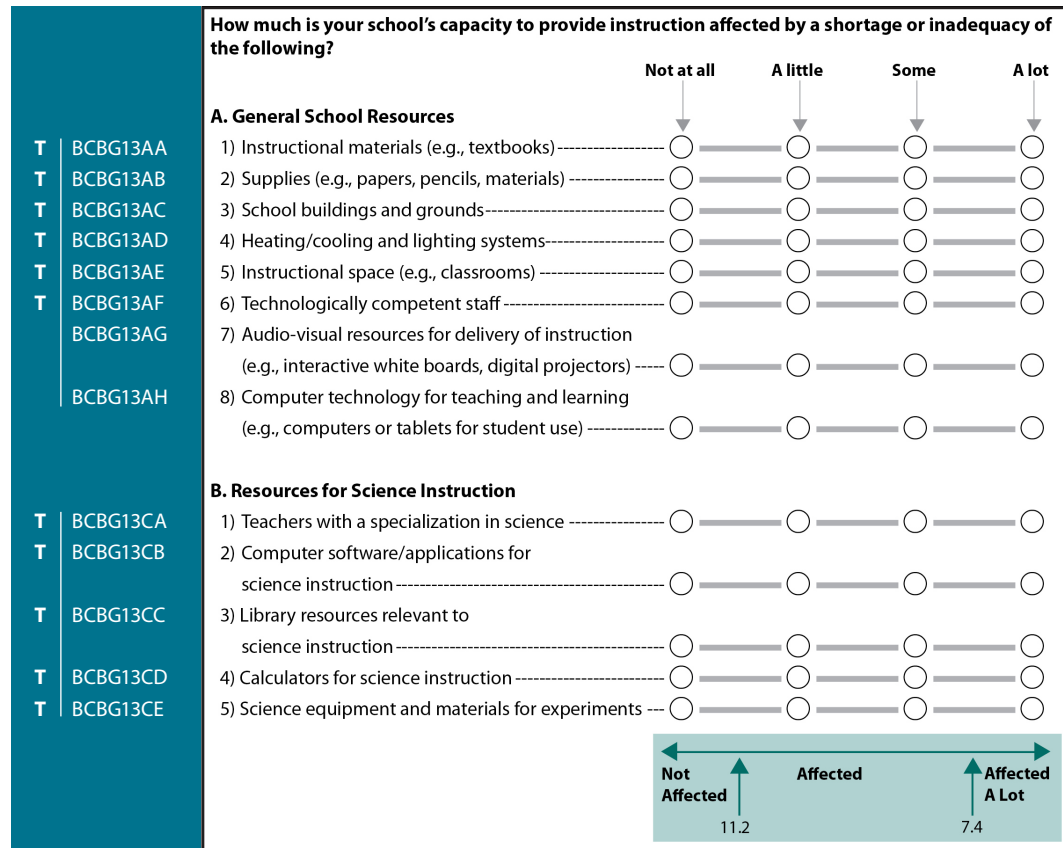 How much is your school's capacity to provide instruction affected by a shortage or inadequacy of
the following?
Not at all A little Some A lot
A. General School Resources
T BCBG13AA 1) Instructional materials (e.g., textbooks)
T BCBG13AB 2) Supplies (e.g., papers, pencils, materials)
T BCBG13AC 3) School buildings and grounds
T BCBG13AD 4) Heating/cooling and lighting systems
T BCBG13AE 5) Instructional space (e.g., classrooms)
T BCBG13AF 6) Technologically competent staff
BCBG13AG 7) Audio-visual resources for delivery of instruction
(e.g., interactive white boards, digital projectors)
BCBG13AH 8) Computer technology for teaching and learning
(e.g., computers or tablets for student use)
B. Resources for Science Instruction
T BCBG13CA 1) Teachers with a specialization in science
T BCBG13CB 2) Computer software/applications for
science instruction
T BCBG13CC 3) Library resources relevant to
science instruction
T BCBG13CD 4) Calculators for science instruction
T BCBG13CE 5) Science equipment and materials for experiments
Not Affected Affected
Affected A Lot
11.2 7.4